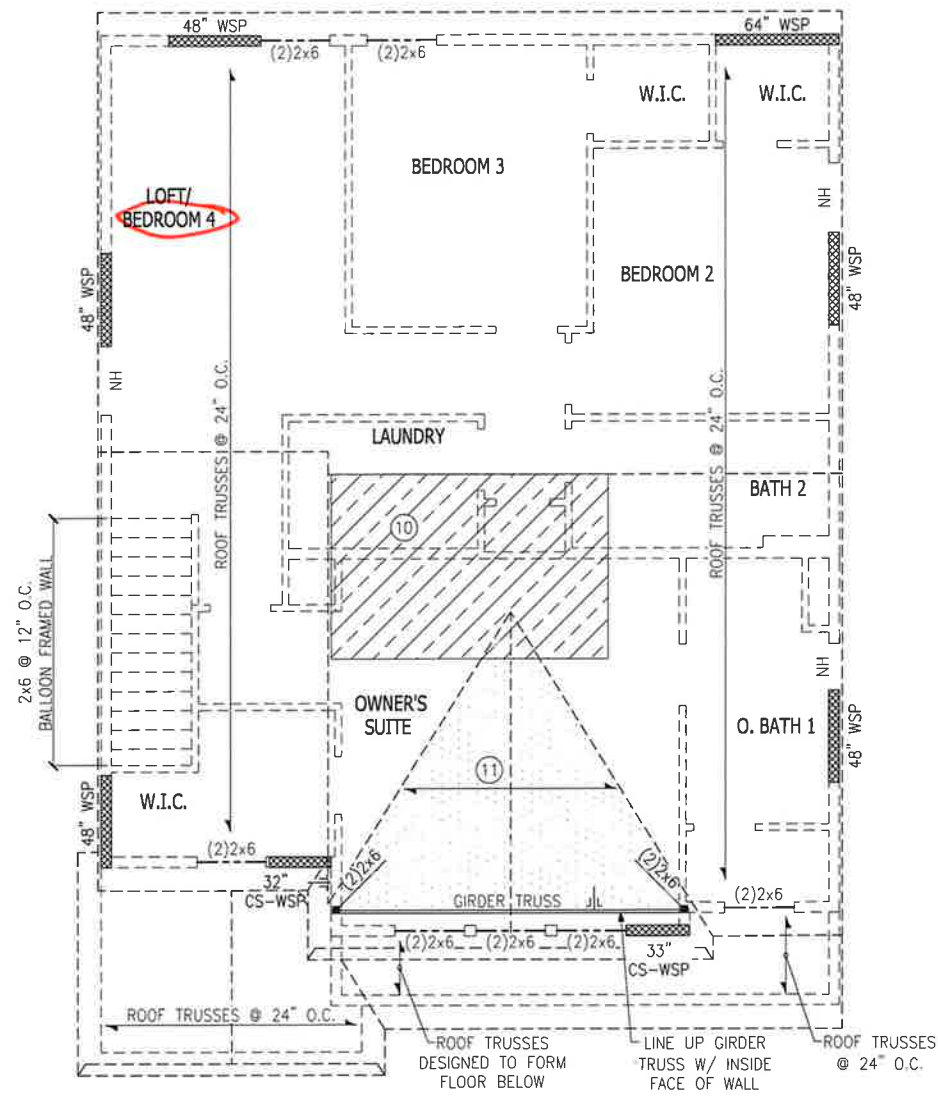 48" WSP
64" WSP
(2)2x6
(2)2x6
W.I.C.
W.I.C.
BEDROOM 3
LOFT/
BEDROOM 4
NH
BEDROOM 2
48" WSP
48" WSP
NH
ROOF TRUSSES @ 24" O.C.
ROOF TRUSSES @ 24" O.C.
LAUNDRY
BATH 2
10
2x6 @ 12" O.C.
BALLOON FRAMED WALL
NH
OWNER'S
SUITE
O. BATH 1
48" WSP
11
W.I.C.
48" WSP
(2)2x6
32"
CS-WSP
(2)2x6
(2)2x6
GIRDER TRUSS
(2)2x6
(2)2x6
(2)2x6
(2)2x6
33"
CS-WSP
ROOF TRUSSES @ 24" O.C.
ROOF TRUSSES
DESIGNED TO FORM
FLOOR BELOW
LINE UP GIRDER
TRUSS W/ INSIDE
FACE OF WALL
ROOF TRUSSES
@ 24" O.C.